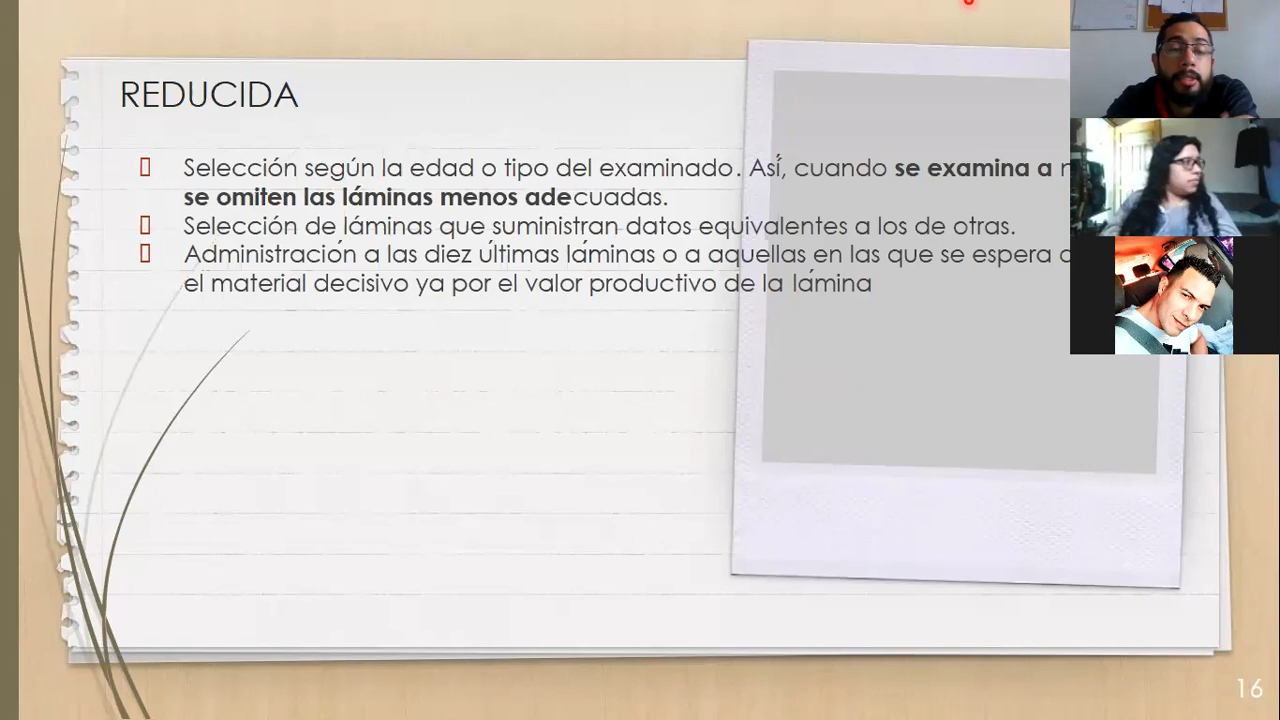 REDUCIDA
Selección según la edad o tipo del examinado. Así, cuando se examina a
se omiten las láminas menos adecuadas.
Selección de láminas que suministran datos equivalentes a los de otras.
Administración a las diez últimas láminas o a aquellas en las que se espera
el material decisivo ya por el valor productivo de la lámina
16